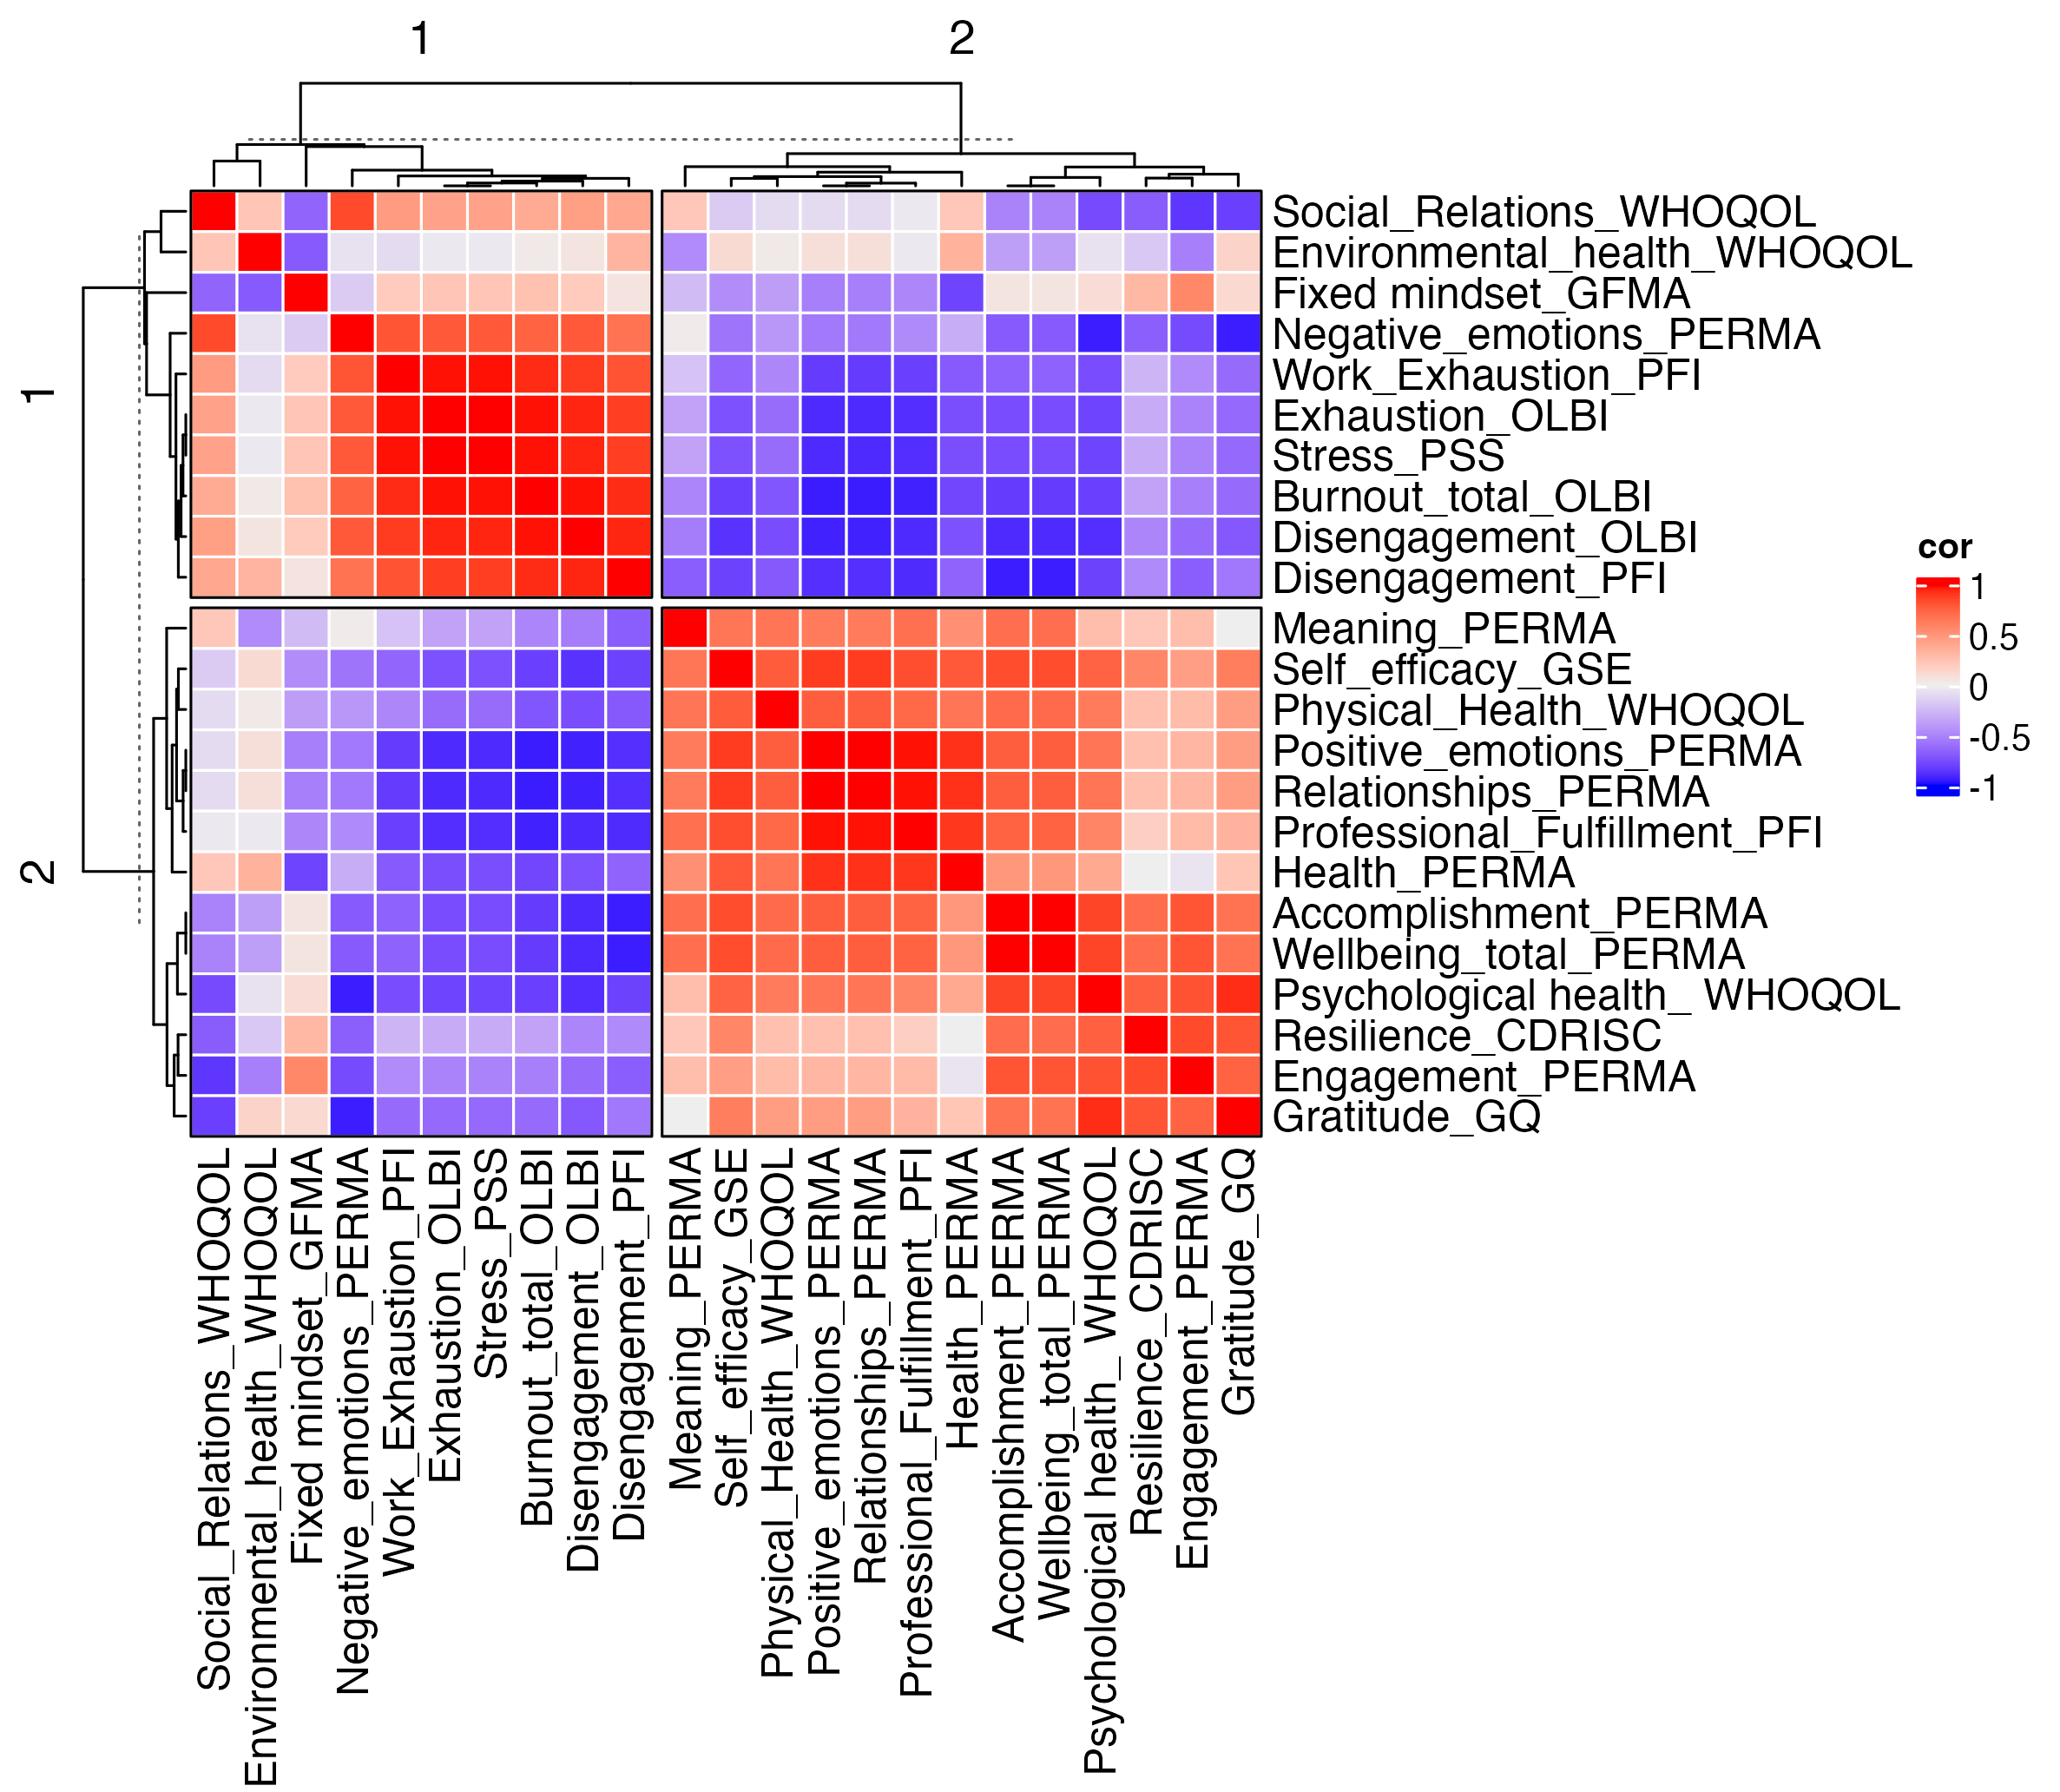 1 2
1
2
Social_Relations_WHOQOL
Environmental_health_WHOQOL
Fixed mindset_GFMA
Negative_emotions_PERMA
Work_Exhaustion_PFI
Exhaustion_OLBI
Stress_PSS
Burnout_total_OLBI
Disengagement_OLBI
Disengagement_PFI
Meaning_PERMA
Self_efficacy_GSE
Physical_Health_WHOQOL
Positive_emotions_PERMA
Relationships_PERMA
Professional_Fulfillment_PFI
Health_PERMA
Accomplishment_PERMA
Wellbeing_total_PERMA
Psychological health_ WHOQOL
Resilience_CDRISC
Engagement_PERMA
Gratitude_GQ
cor
1
0.5
0
-0.5
-1
Social_Relations_WHOQOL
Environmental_health_WHOQOL
Fixed mindset_GFMA
Negative_emotions_PERMA
Work_Exhaustion_PFI
Exhaustion_OLBI
Stress_PSS
Burnout_total_OLBI
Disengagement_OLBI
Disengagement_PFI
Meaning_PERMA
Self_efficacy_GSE
Physical_Health_WHOQOL
Positive_emotions_PERMA
Relationships_PERMA
Professional_Fulfillment_PFI
Health_PERMA
Accomplishment_PERMA
Wellbeing_total_PERMA
Psychological health_ WHOQOL
Resilience_CDRISC
Engagement_PERMA
Gratitude_GQ